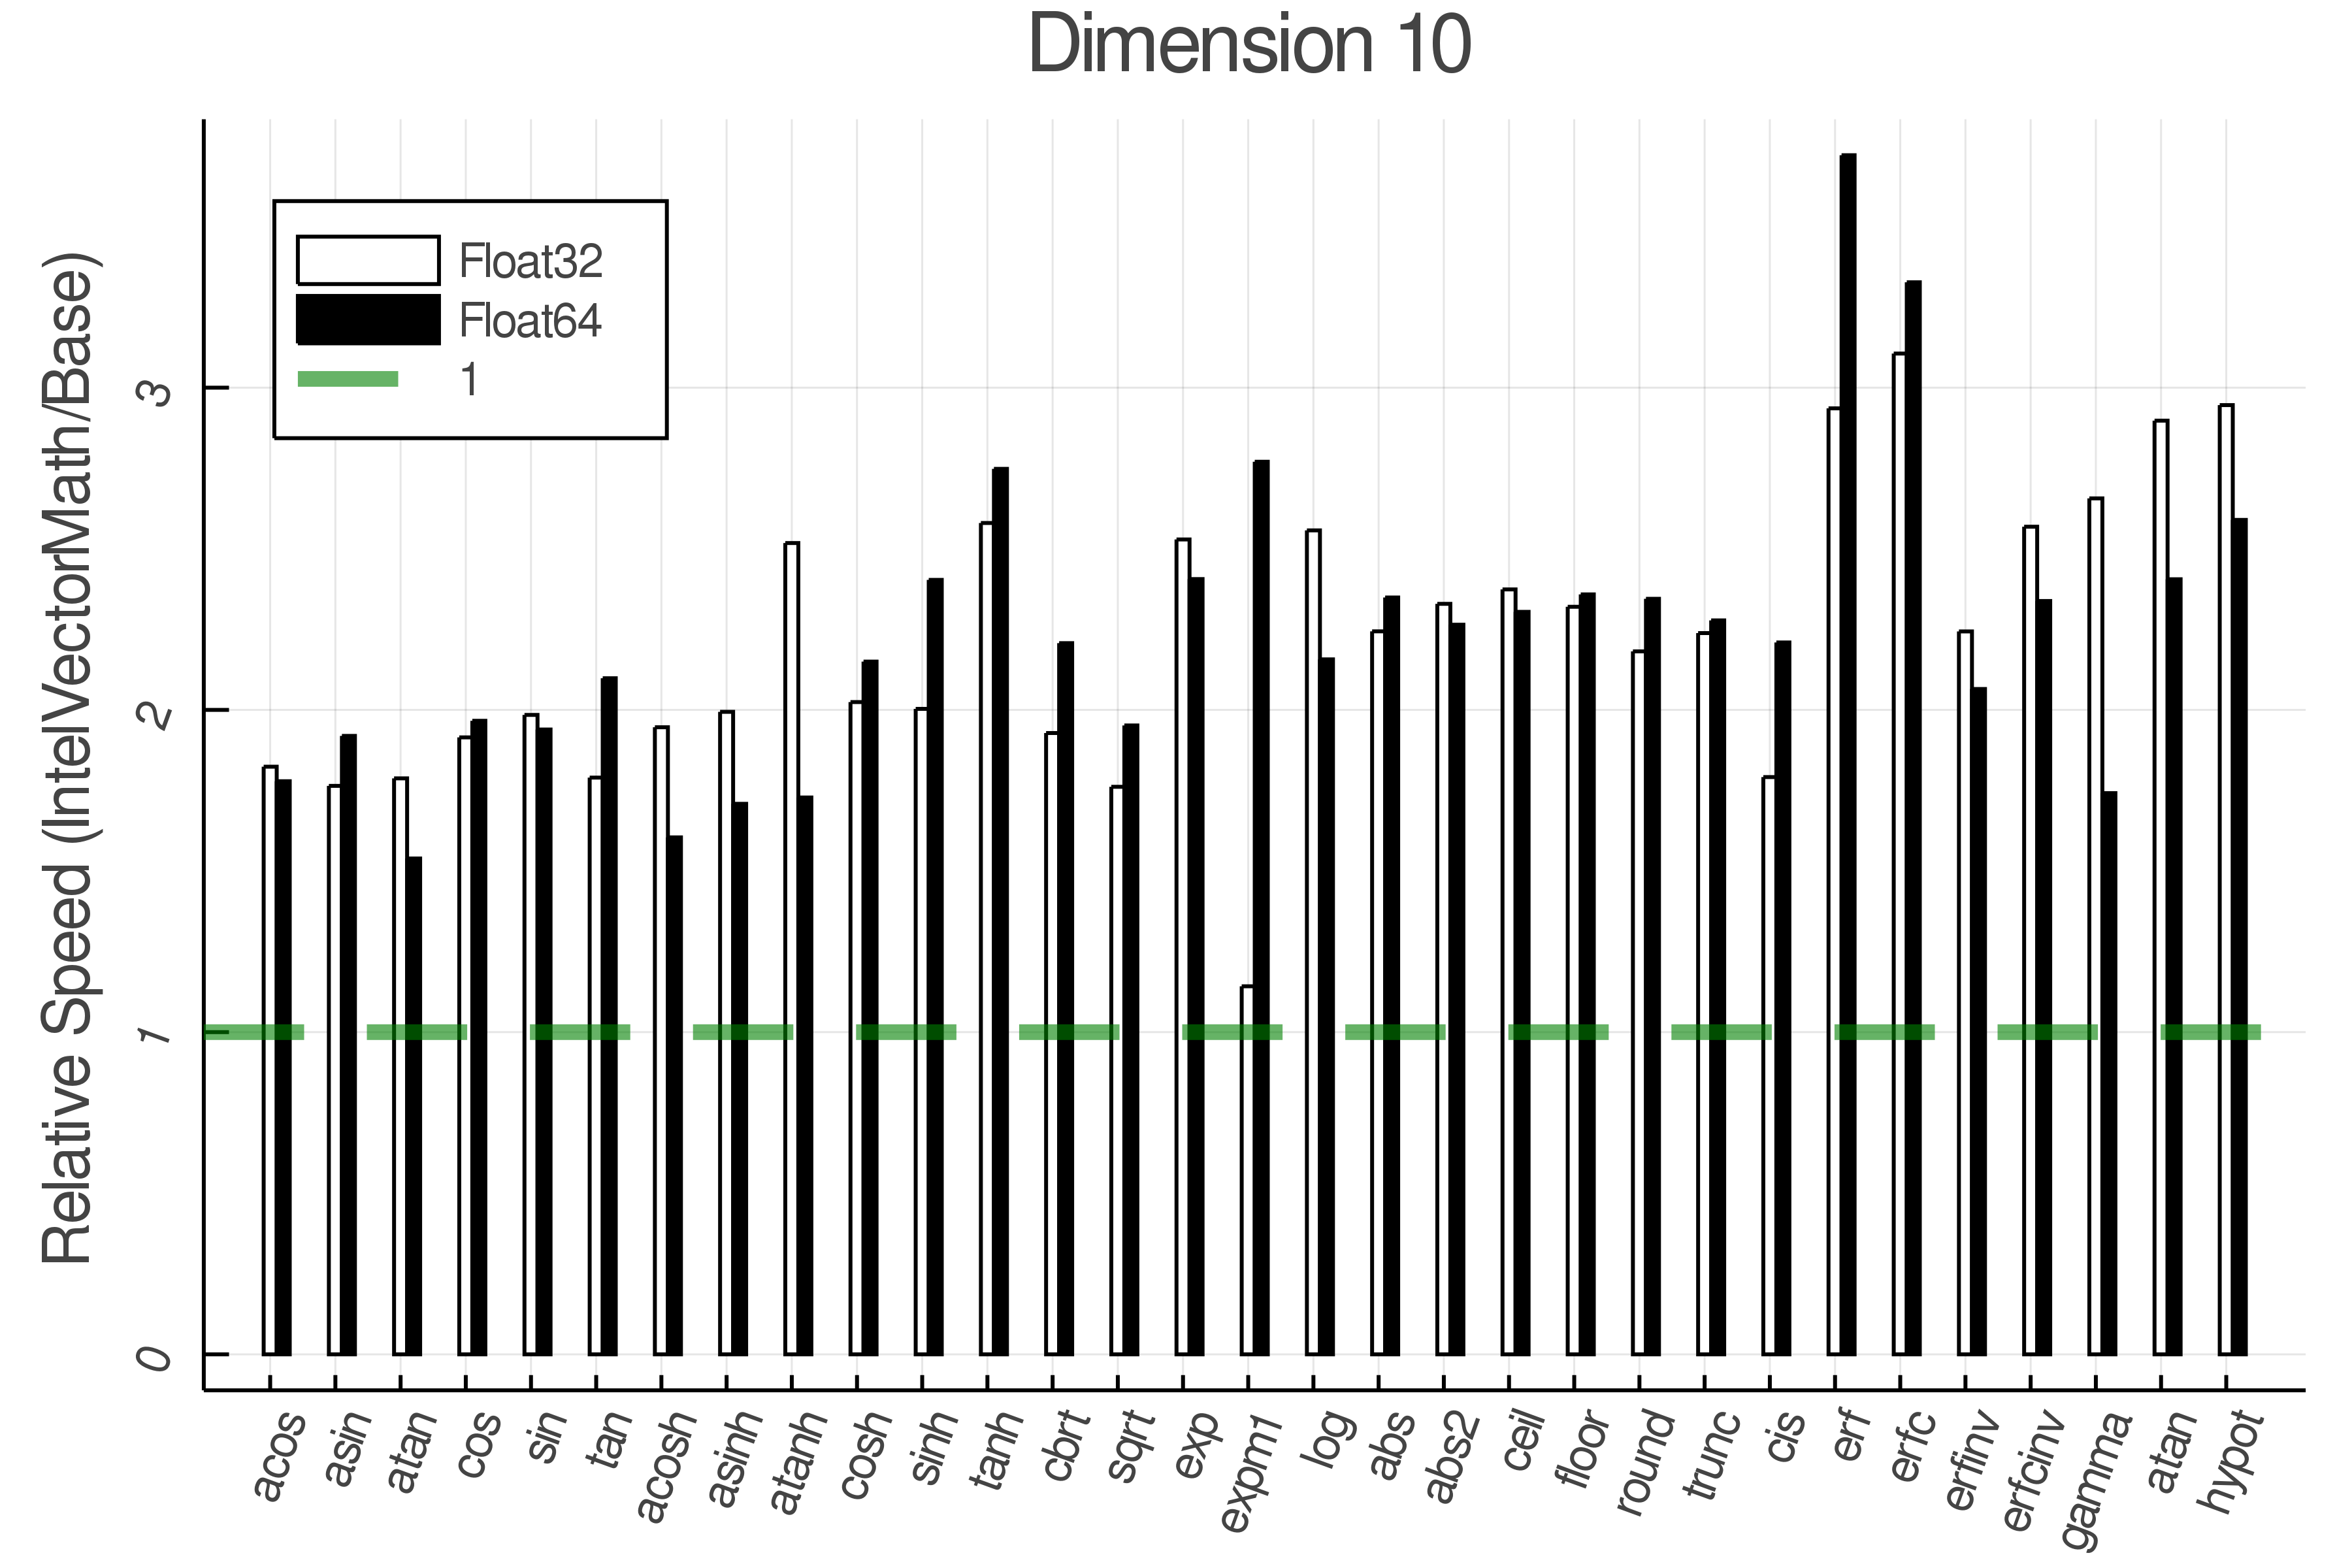 Dimension 10
Relative Speed (IntelVectorMath/Base)
Float32
Float64
1
3
2
1
0
acos
asin
atan
cos
sin
tan
acosh
asinh
atanh
cosh
sinh
tanh
cbrt
sqrt
exp
expm1
log
abs
abs2
ceil
floor
round
trunc
cis
erf
erfc
erfinv
erfcinv
gamma
atan
hypot